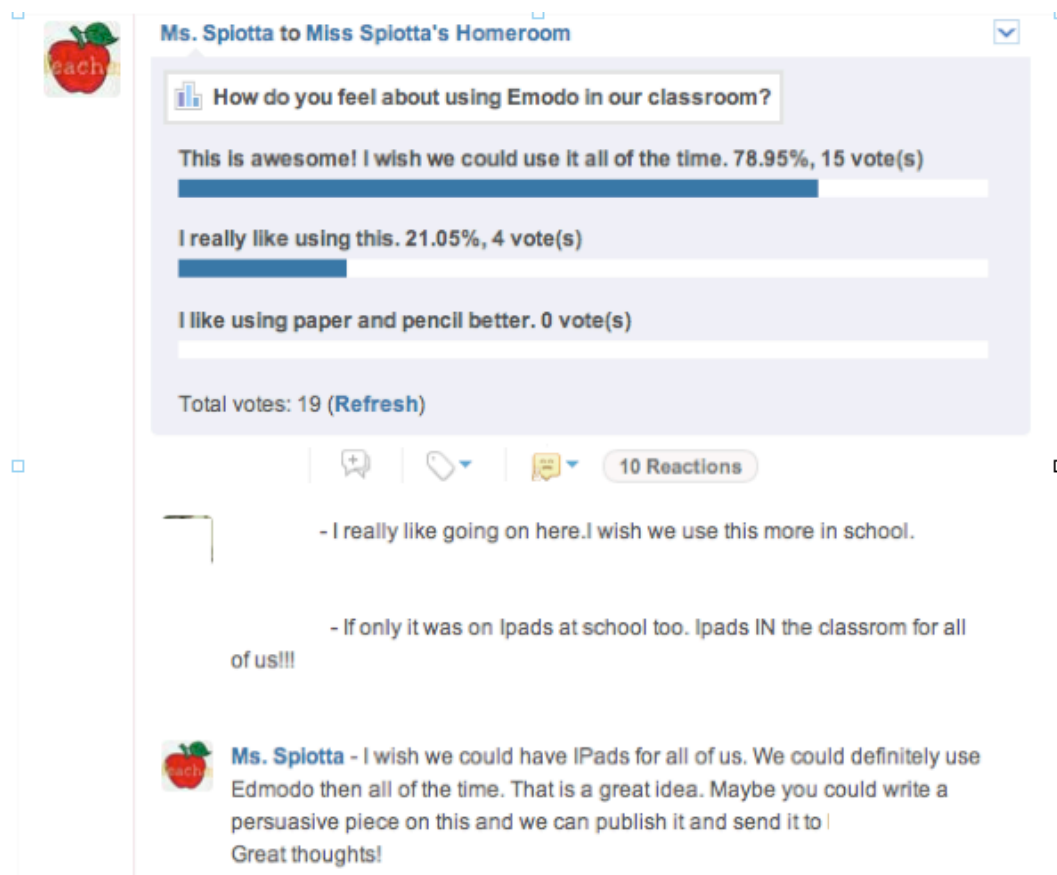 Ms. Spiotta to Miss Spiotta's Homeroom
How do you feel about using Emodo in our classroom?
This is awesome! I wish we could use it all of the time. 78.95%, 15 vote(s)
I really like using this. 21.05%, 4 vote(s)
I like using paper and pencil better. 0 vote(s)
Total votes: 19 (Refresh)
10 Reactions
- I really like going on here.I wish we use this more in school.
- If only it was on Ipads at school too. Ipads IN the classrom for all
of us!!!
Ms. Spiotta - I wish we could have IPads for all of us. We could definitely use
Edmodo then all of the time. That is a great idea. Maybe you could write a
persuasive piece on this and we can publish it and send it to
Great thoughts!